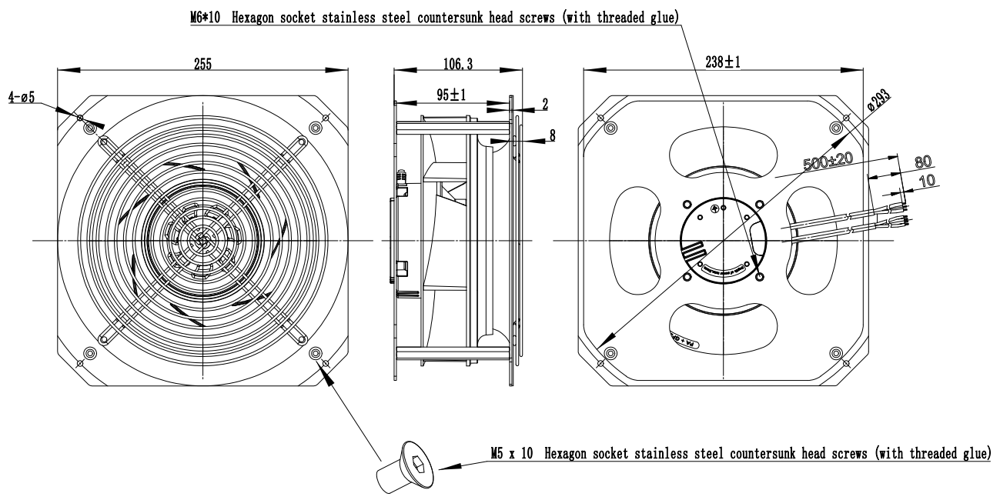 M6*10 Hexagon socket stainless steel countersunk head screws (with threaded glue)
255
106.3
238±1
4-ø5
95±1
2
ø293
8
500±20
80
10
M5 x 10 Hexagon socket stainless steel countersunk head screws (with threaded glue)